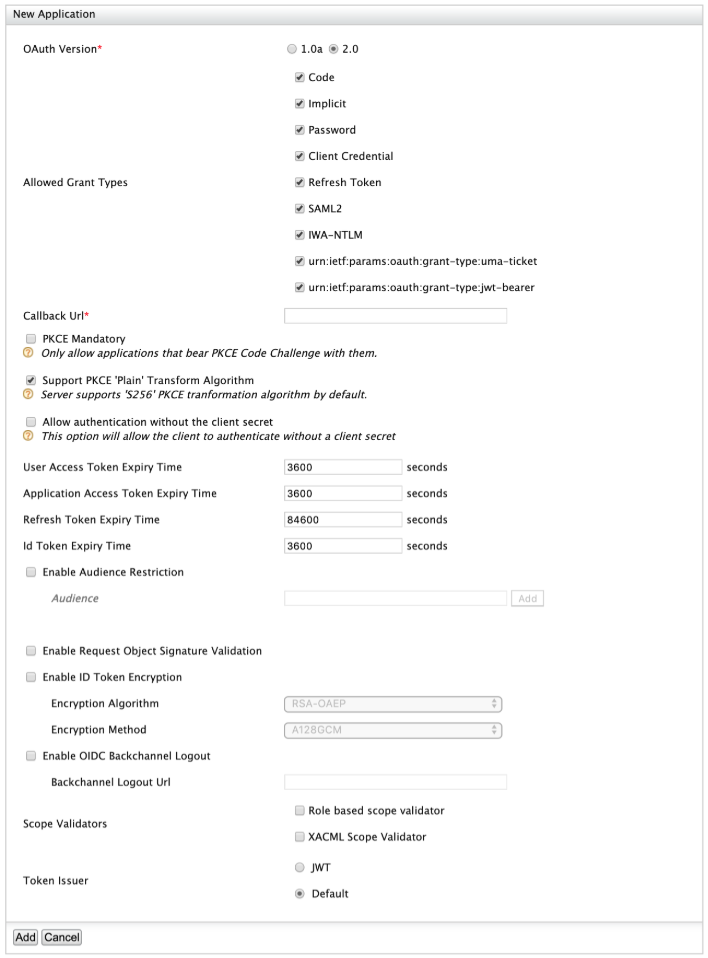 New Application
OAuth Version* 1.0a 2.0
Code
Implicit
Password
Client Credential
Allowed Grant Types Refresh Token
SAML2
IWA-NTLM
urn:ietf:params:oauth:grant-type:uma-ticket
urn:ietf:params:oauth:grant-type:jwt-bearer
Callback Url*
PKCE Mandatory
? Only allow applications that bear PKCE Code Challenge with them.
Support PKCE 'Plain' Transform Algorithm
? Server supports 'S256' PKCE tranformation algorithm by default.
Allow authentication without the client secret
? This option will allow the client to authenticate without a client secret
User Access Token Expiry Time 3600 seconds
Application Access Token Expiry Time 3600 seconds
Refresh Token Expiry Time 84600 seconds
Id Token Expiry Time 3600 seconds
Enable Audience Restriction
Audience Add
Enable Request Object Signature Validation
Enable ID Token Encryption
Encryption Algorithm RSA-OAEP
Encryption Method A128GCM
Enable OIDC Backchannel Logout
Backchannel Logout Url
Role based scope validator
Scope Validators
XACML Scope Validator
JWT
Token Issuer
Default
Add Cancel